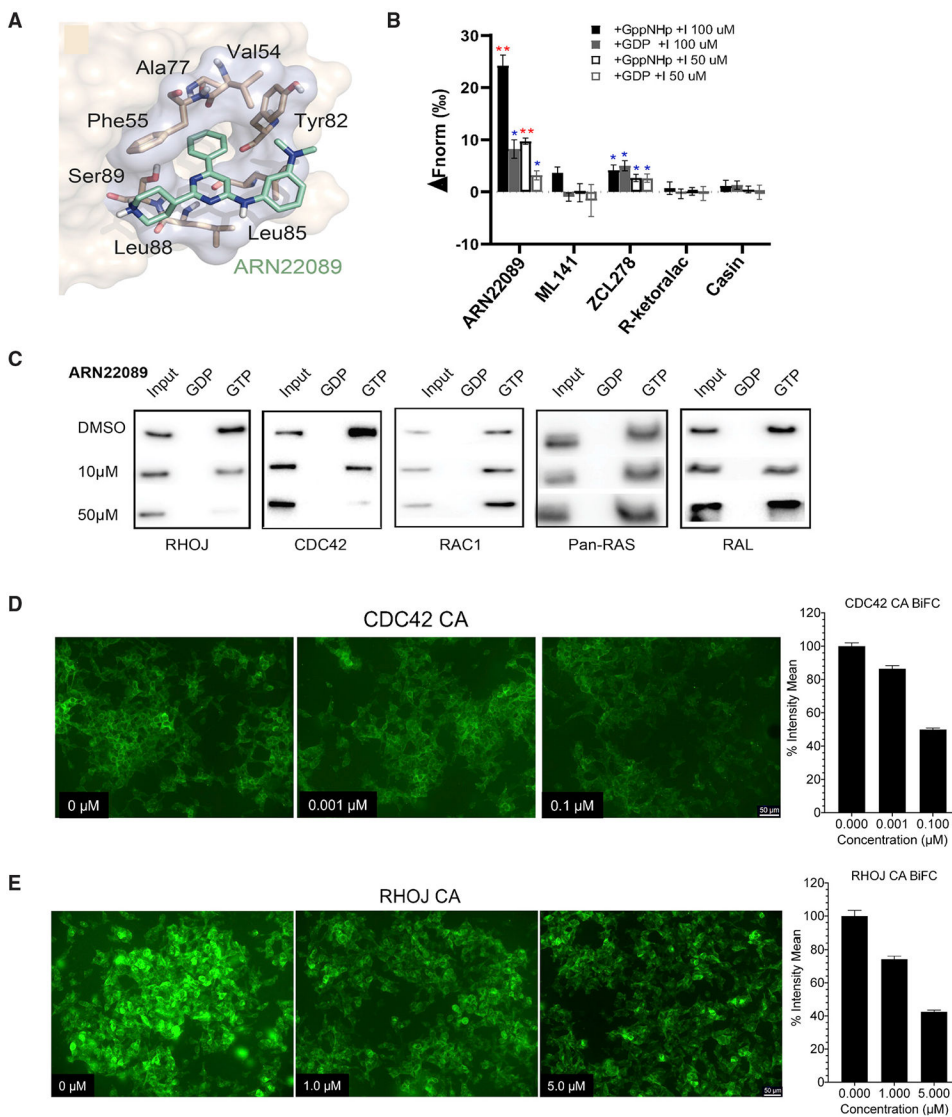 A
Val54
Ala77
Phe55
Tyr82
Ser89
Leu88
Leu85
ARN22089
B
+GppNHp +I 100 uM
+GDP +I 100 uM
+GppNHp +I 50 uM
+GDP +I 50 uM
▲Fnorm (‰)
30
20
10
0
-10
** * ** *
* * * *
ARN22089
ML141
ZCL278
R-ketoralac
Casin
C
ARN22089
Input GDP GTP
Input GDP GTP
Input GDP GTP
Input GDP GTP
Input GDP GTP
DMSO
10µM
50µM
RHOJ
CDC42
RAC1
Pan-RAS
RAL
D
CDC42 CA
0 µM
0.001 µM
0.1 µM
50 µm
CDC42 CA BiFC
% Intensity Mean
120
100
80
60
40
20
0
0.000 0.001 0.100
Concentration (µM)
E
RHOJ CA
0 µM
1.0 µM
5.0 µM
50 µm
RHOJ CA BiFC
% Intensity Mean
120
100
80
60
40
20
0
0.000 1.000 5.000
Concentration (µM)